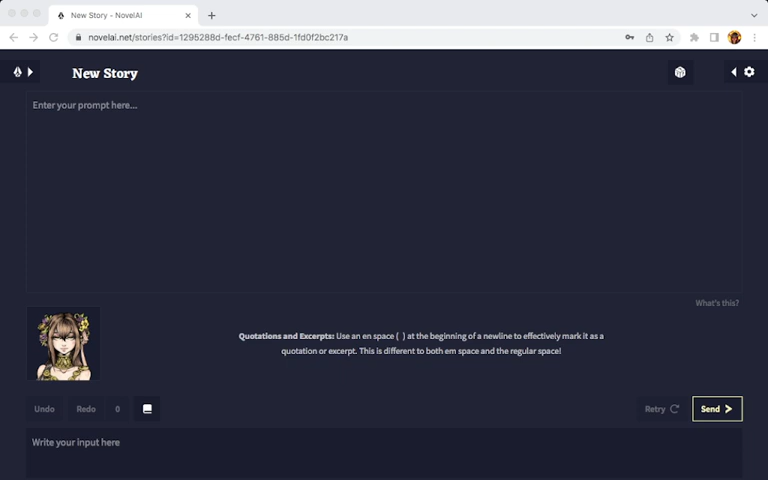 New Story - NovelAI
novelai.net/stories?id=1295288d-fecf-4761-885d-1fd0f2bc217a
New Story
Enter your prompt here...
What's this?
Quotations and Excerpts: Use an en space ( ) at the beginning of a newline to effectively mark it as a
quotation or excerpt. This is different to both em space and the regular space!
Undo Redo 0 Retry Send
Write your input here